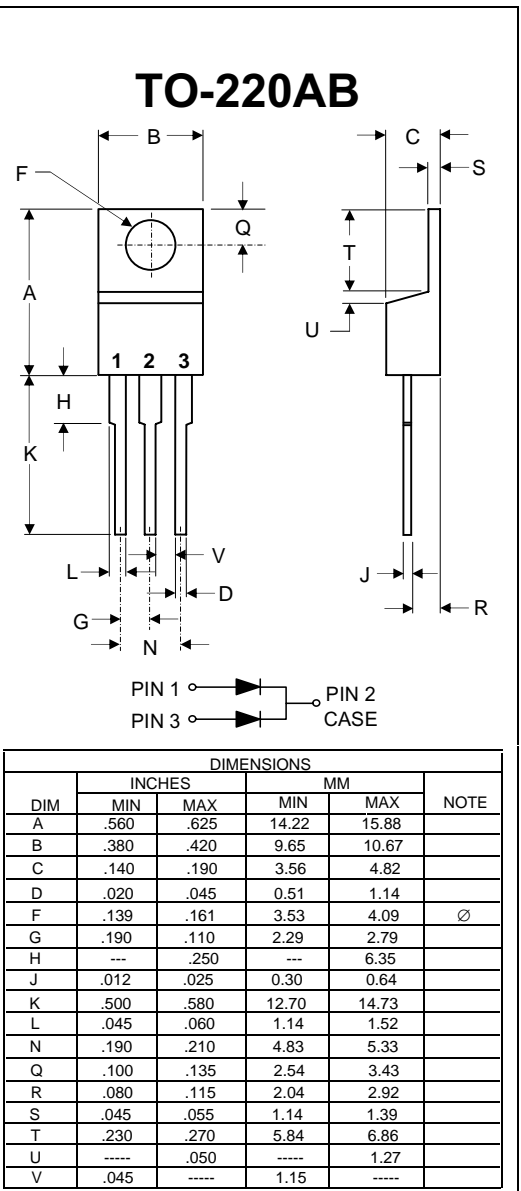 TO-220AB
B
C
S
F
Q
T
A
U
1 2 3
H
K
V
L
J
D
R
G
N
PIN 1
PIN 2
PIN 3
CASE
DIMENSIONS
INCHES MM
DIM MIN MAX MIN MAX NOTE
A .560 .625 14.22 15.88
B .380 .420 9.65 10.67
C .140 .190 3.56 4.82
D .020 .045 0.51 1.14
F .139 .161 3.53 4.09 ∅
G .190 .110 2.29 2.79
H --- .250 --- 6.35
J .012 .025 0.30 0.64
K .500 .580 12.70 14.73
L .045 .060 1.14 1.52
N .190 .210 4.83 5.33
Q .100 .135 2.54 3.43
R .080 .115 2.04 2.92
S .045 .055 1.14 1.39
T .230 .270 5.84 6.86
U ----- .050 ----- 1.27
V .045 ----- 1.15 -----